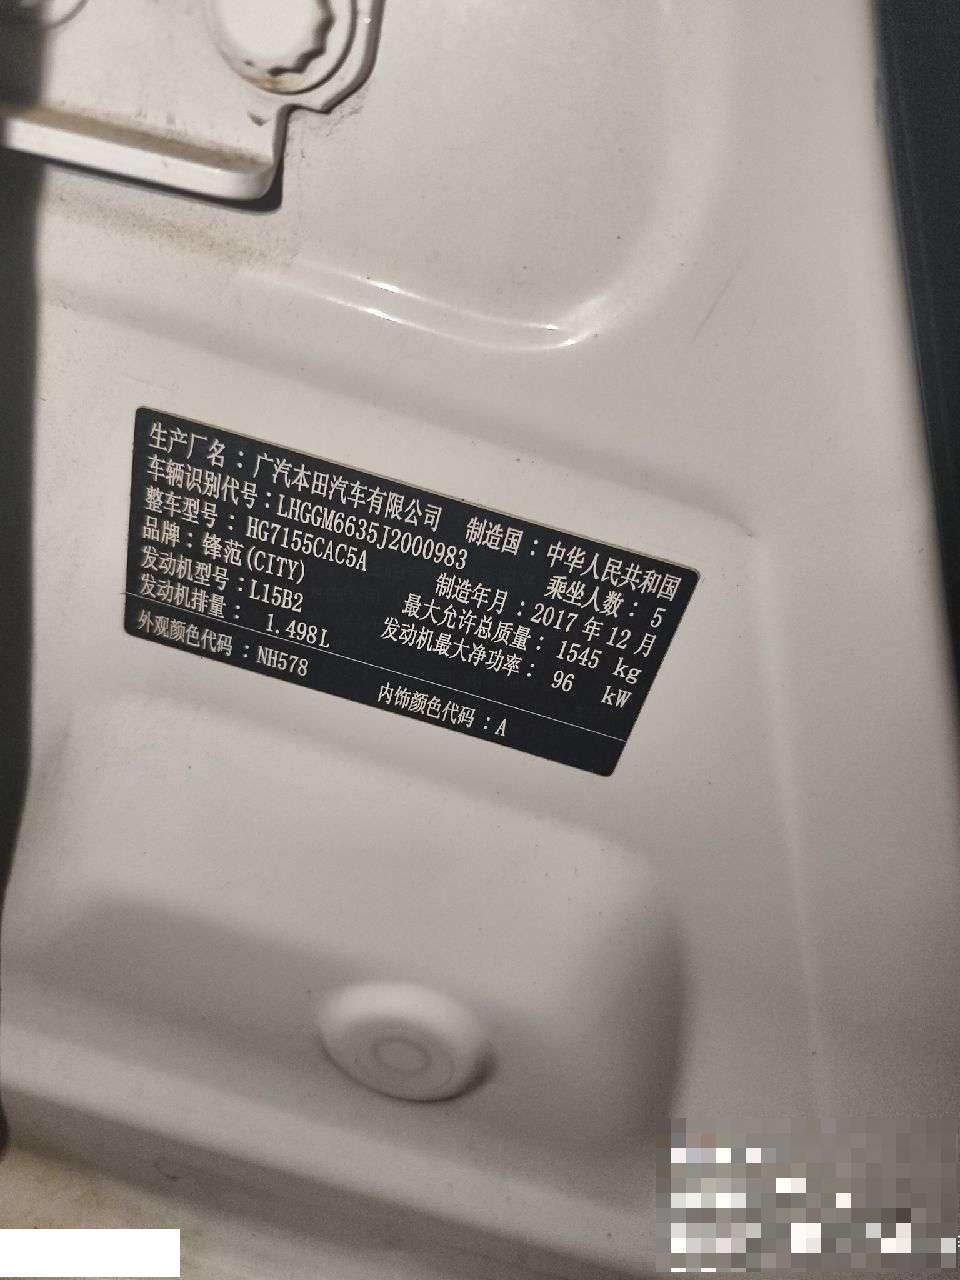 生产厂名：广汽本田汽车有限公司 制造国：中华人民共和国
车辆识别代号：LHGGM6635J2000983 乘坐人数：5
整车型号：HG7155CAC5A 制造年月：2017年12月
品牌：锋范(CITY) 最大允许总质量：1545 kg
发动机型号：L15B2 发动机最大净功率：96 kW
发动机排量：1.498L
外观颜色代码：NH578 内饰颜色代码：A